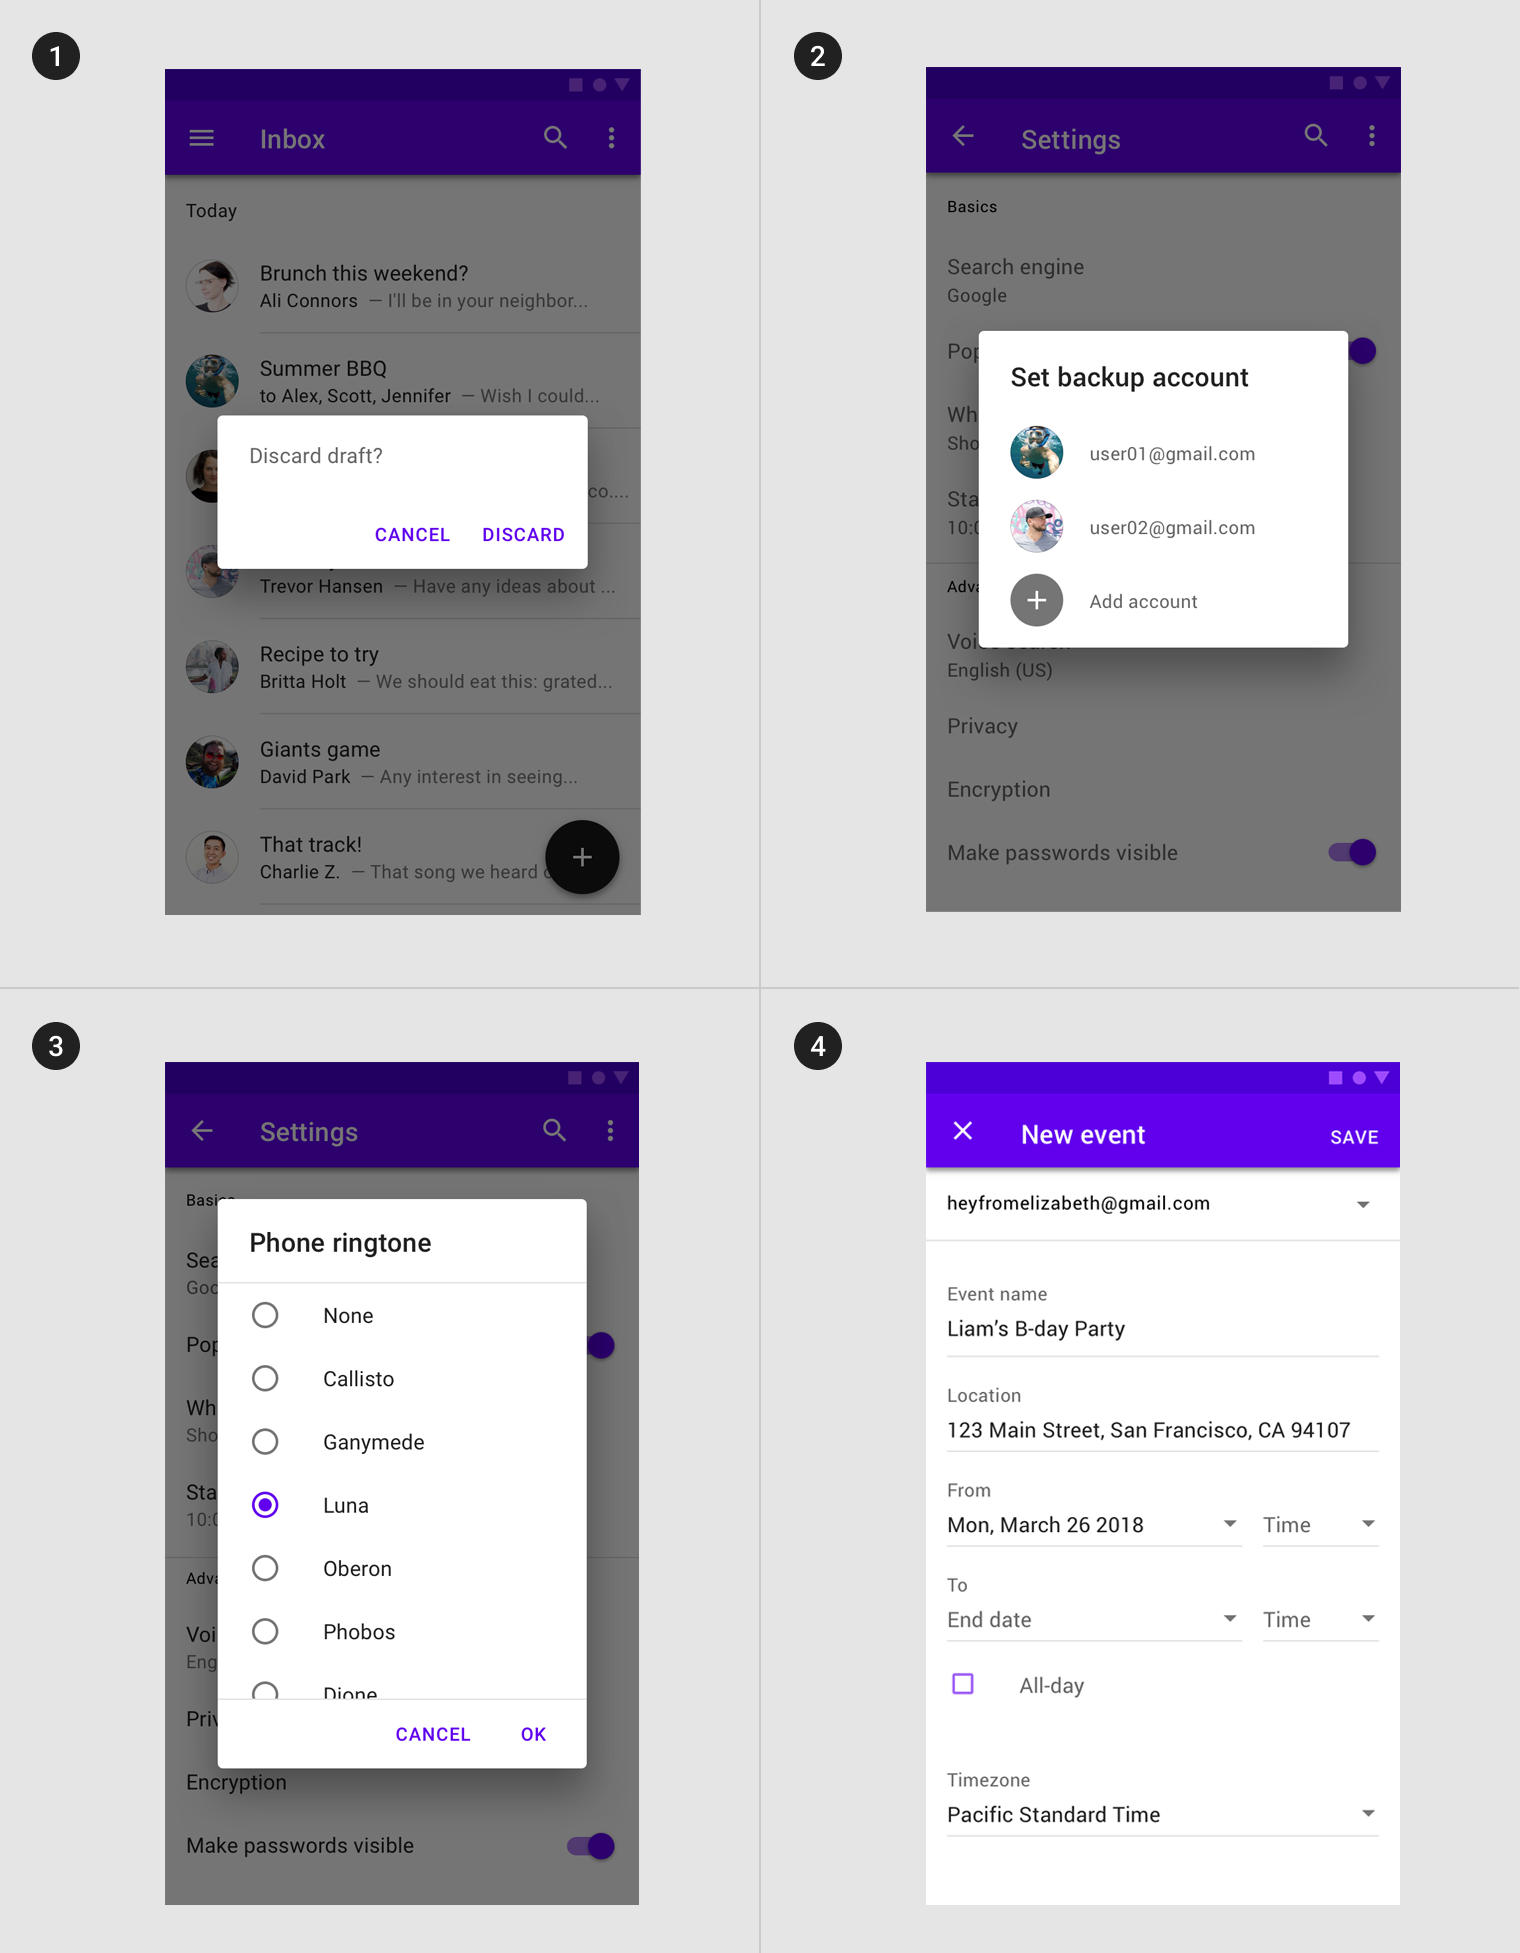 1
Inbox
Today
Brunch this weekend?
Ali Connors — I'll be in your neighbor...
Summer BBQ
to Alex, Scott, Jennifer — Wish I could...
co....
Discard draft?
CANCEL DISCARD
Trevor Hansen — Have any ideas about ...
Recipe to try
Britta Holt — We should eat this: grated...
Giants game
David Park — Any interest in seeing...
That track!
Charlie Z. — That song we heard
2
Settings
Basics
Search engine
Google
Pop
Set backup account
Wh
Sho
user01@gmail.com
Sta
10:0
user02@gmail.com
Adva
Add account
Voice search
English (US)
Privacy
Encryption
Make passwords visible
3
Settings
Basics
Phone ringtone
Sea
Goo
None
Pop
Callisto
Wh
Sho
Ganymede
Sta
10:0
Luna
Oberon
Adva
Voi
Eng
Phobos
Dione
Priv
CANCEL OK
Encryption
Make passwords visible
4
New event
SAVE
heyfromelizabeth@gmail.com
Event name
Liam’s B-day Party
Location
123 Main Street, San Francisco, CA 94107
From
Mon, March 26 2018 Time
To
End date Time
All-day
Timezone
Pacific Standard Time